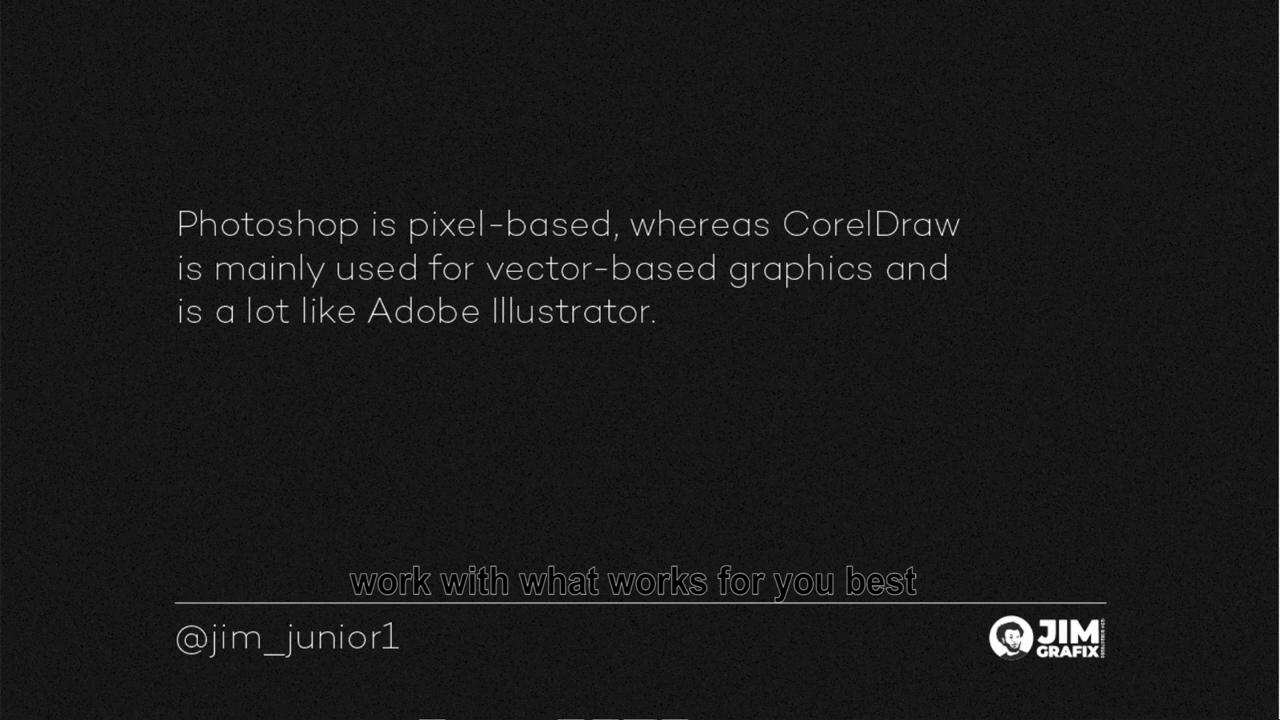 Photoshop is pixel-based, whereas CorelDraw
is mainly used for vector-based graphics and
is a lot like Adobe Illustrator.
work with what works for you best
@jim_junior1
JIM
GRAFIX